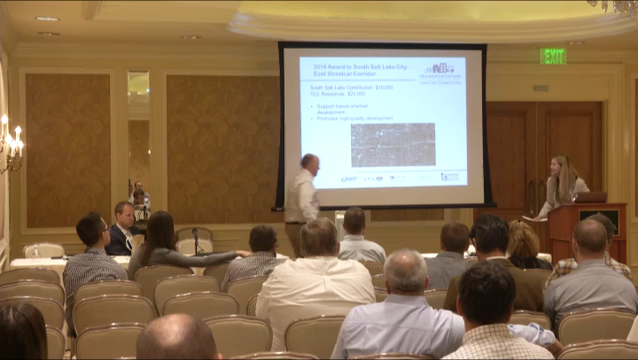 2014 Award to South Salt Lake City:
East Streetcar Corridor
South Salt Lake Contribution: $10,000
TLC Resources: $25,000
• Support transit-oriented
development
• Promotes high-quality development
EXIT